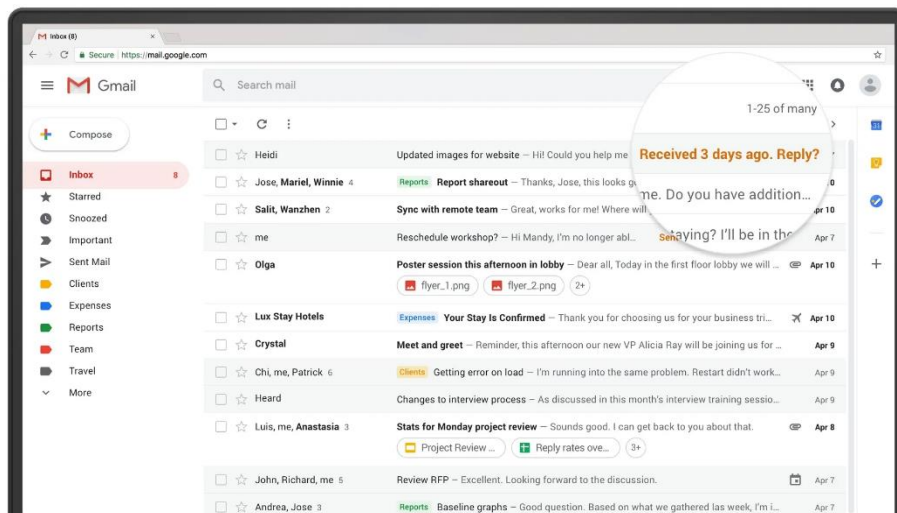 Inbox (8) ×
Secure https://mail.google.com
Gmail
Search mail
1-25 of many
Compose
Heidi Updated images for website – Hi! Could you help me Received 3 days ago. Reply?
Inbox 8
Jose, Mariel, Winnie 4 Reports Report shareout – Thanks, Jose, this looks me. Do you have addition...
Starred
Salit, Wanzhen 2 Sync with remote team – Great, works for me! Where will Apr 10
Snoozed
me Reschedule workshop? – Hi Mandy, I'm no longer abl... staying? I'll be in the Apr 7
Important
Sent Mail
Olga Poster session this afternoon in lobby – Dear all, Today in the first floor lobby we will ... Apr 10
Clients
flyer_1.png flyer_2.png 2+
Expenses
Lux Stay Hotels Expenses Your Stay Is Confirmed – Thank you for choosing us for your business tri... Apr 10
Reports
Crystal Meet and greet – Reminder, this afternoon our new VP Alicia Ray will be joining us for ... Apr 9
Team
Travel
Chi, me, Patrick 6 Clients Getting error on load – I'm running into the same problem. Restart didn't work... Apr 9
More
Heard Changes to interview process – As discussed in this month's interview training sessio... Apr 9
Luis, me, Anastasia 3 Stats for Monday project review – Sounds good. I can get back to you about that. Apr 8
Project Review ... Reply rates ove... 3+
John, Richard, me 5 Review RFP – Excellent. Looking forward to the discussion. Apr 7
Andrea, Jose 3 Reports Baseline graphs – Good question. Based on what we gathered las week, I'm i... Apr 7